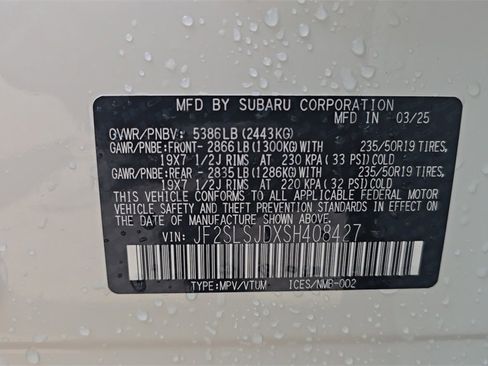 MFD BY SUBARU CORPORATION
MFD IN 03/25
GVWR/PNBV: 5386LB(2443KG)
GAWR/PNBE:FRONT- 2866LB(1300KG)WITH 235/50R19 TIRES,
19X7 1/2J RIMS AT 230 KPA(33 PSI)COLD
GAWR/PNBE:REAR - 2835LB(1286KG)WITH 235/50R19 TIRES,
19X7 1/2J RIMS AT 220 KPA(32 PSI)COLD
THIS VEHICLE CONFORMS TO ALL APPLICABLE FEDERAL MOTOR
VEHICLE SAFETY AND THEFT PREVENTION STANDARDS IN EFFECT ON
THE DATE OF MANUFACTURE SHOWN ABOVE.
VIN: JF2SLSJDXSH408427
TYPE:MPV/VTUM ICES/NMB-002